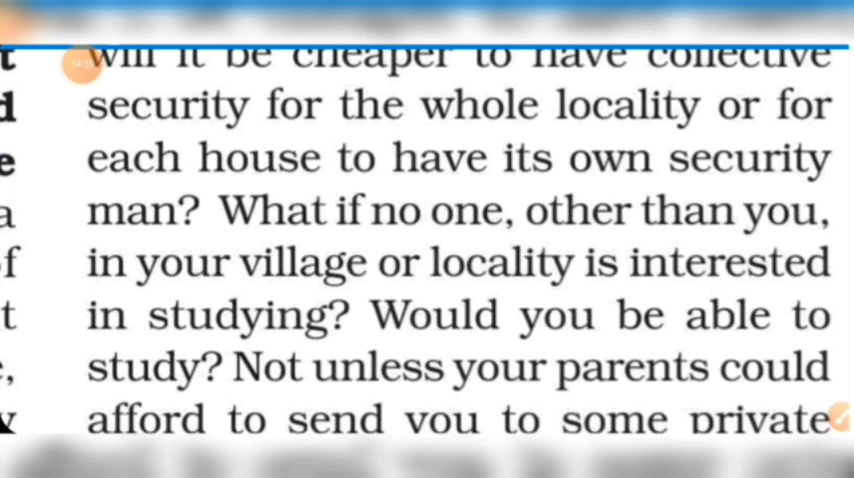 t will it be cheaper to have collective
d security for the whole locality or for
e each house to have its own security
a man? What if no one, other than you,
f in your village or locality is interested
t in studying? Would you be able to
, study? Not unless your parents could
y afford to send you to some private